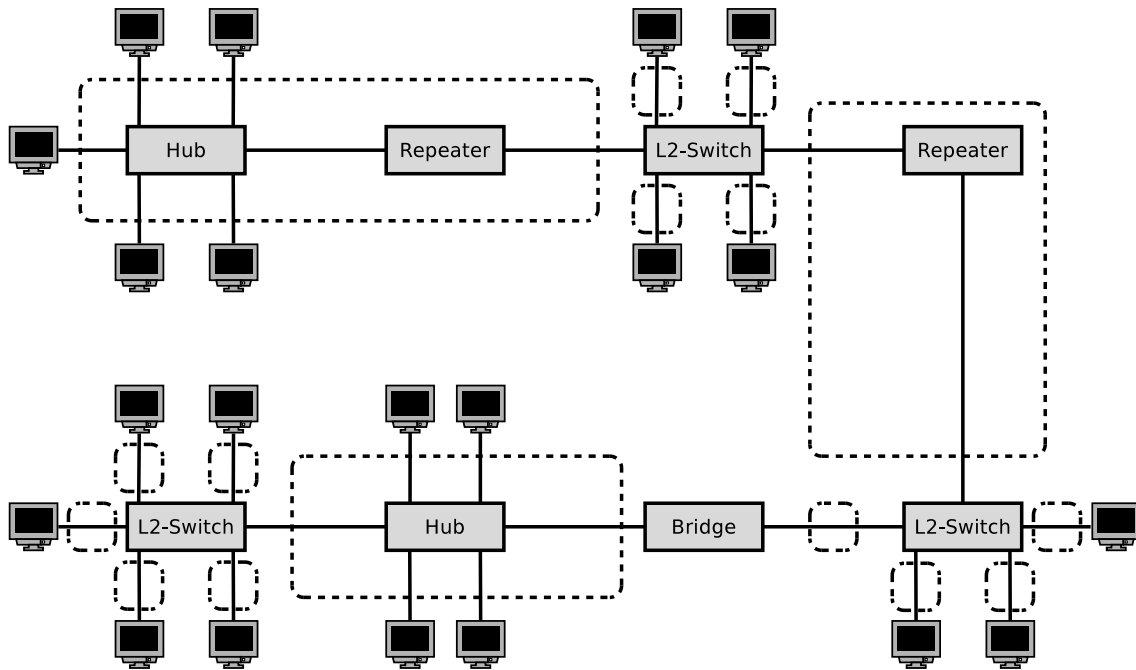 Hub
Repeater
L2-Switch
Repeater
L2-Switch
Hub
Bridge
L2-Switch